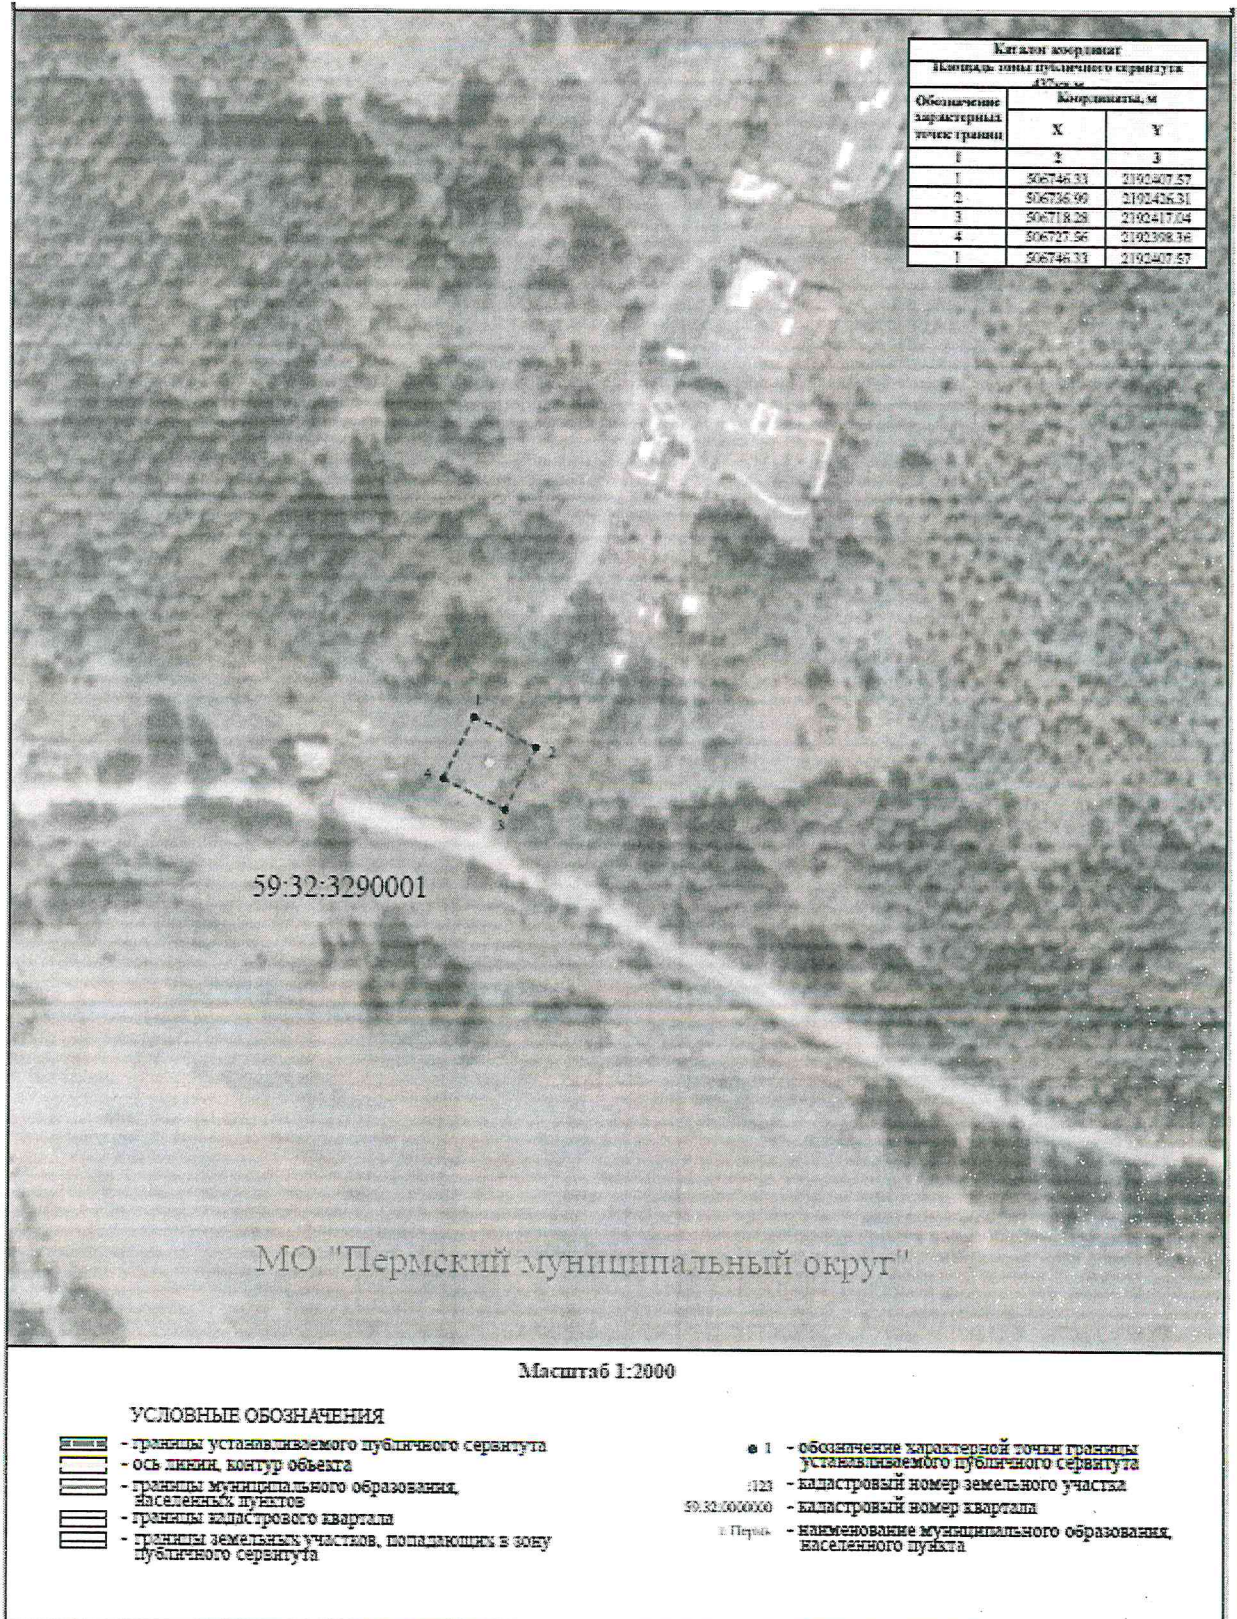 Каталог координат
Площадь зоны публичного сервитута
437кв.м
Обозначение характерных точек границ
Координаты, м
X Y
1 2 3
1 506746.33 2192407.57
2 506736.99 2192426.31
3 506718.28 2192417.04
4 506727.56 2192398.36
1 506746.33 2192407.57
1
2
4
3
59:32:3290001
МО "Пермский муниципальный округ"
Масштаб 1:2000
УСЛОВНЫЕ ОБОЗНАЧЕНИЯ
- границы устанавливаемого публичного сервитута
- ось линии, контур объекта
- границы муниципального образования,
населенных пунктов
- границы кадастрового квартала
- границы земельных участков, попадающих в зону
публичного сервитута
1 - обозначение характерной точки границы
устанавливаемого публичного сервитута
:123 - кадастровый номер земельного участка
59:32:0000000 - кадастровый номер квартала
г. Пермь - наименование муниципального образования,
населенного пункта